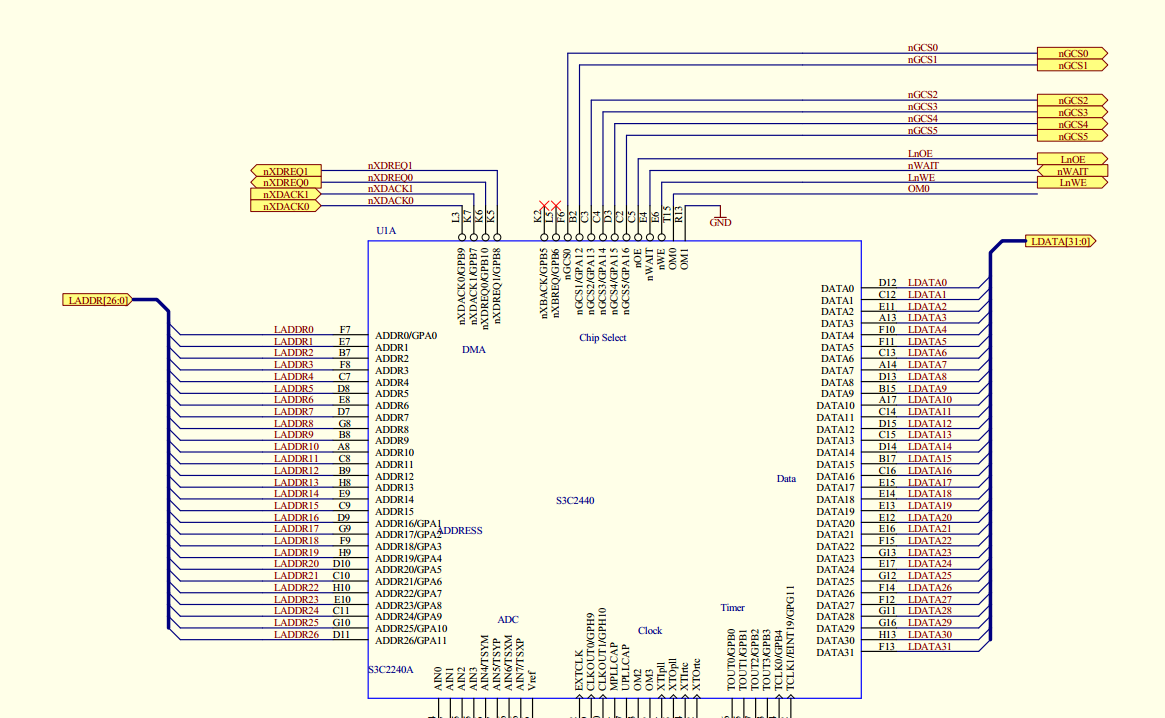 nGCS0 nGCS0
nGCS1 nGCS1
nGCS2 nGCS2
nGCS3 nGCS3
nGCS4 nGCS4
nGCS5 nGCS5
LnOE LnOE
nXDREQ1 nXDREQ1 nWAIT nWAIT
nXDREQ0 nXDREQ0 LnWE LnWE
nXDACK1 nXDACK1 OM0
nXDACK0 nXDACK0
L3 K7 K6 K5 K2 L5 F6 B2 C3 C4 D3 C2 C5 E4 E6 T15 R13
GND
U1A
LDATA[31:0]
nXDACK0/GPB9
nXDACK1/GPB7
nXDREQ0/GPB10
nXDREQ1/GPB8
nXBACK/GPB5
nXBREQ/GPB6
nGCS0
nGCS1/GPA12
nGCS2/GPA13
nGCS3/GPA14
nGCS4/GPA15
nGCS5/GPA16
nOE
nWAIT
nWE
OM0
OM1
DMA
Chip Select
LADDR[26:0]
LADDR0 F7 ADDR0/GPA0
LADDR1 E7 ADDR1
LADDR2 B7 ADDR2
LADDR3 F8 ADDR3
LADDR4 C7 ADDR4
LADDR5 D8 ADDR5
LADDR6 E8 ADDR6
LADDR7 D7 ADDR7
LADDR8 G8 ADDR8
LADDR9 B8 ADDR9
LADDR10 A8 ADDR10
LADDR11 C8 ADDR11
LADDR12 B9 ADDR12
LADDR13 H8 ADDR13
LADDR14 E9 ADDR14
LADDR15 C9 ADDR15
LADDR16 D9 ADDR16/GPA1
LADDR17 G9 ADDR17/GPA2
LADDR18 F9 ADDR18/GPA3
LADDR19 H9 ADDR19/GPA4
LADDR20 D10 ADDR20/GPA5
LADDR21 C10 ADDR21/GPA6
LADDR22 H10 ADDR22/GPA7
LADDR23 E10 ADDR23/GPA8
LADDR24 C11 ADDR24/GPA9
LADDR25 G10 ADDR25/GPA10
LADDR26 D11 ADDR26/GPA11
ADDRESS
S3C2440
Data
DATA0 D12 LDATA0
DATA1 C12 LDATA1
DATA2 E11 LDATA2
DATA3 A13 LDATA3
DATA4 F10 LDATA4
DATA5 F11 LDATA5
DATA6 C13 LDATA6
DATA7 A14 LDATA7
DATA8 D13 LDATA8
DATA9 B15 LDATA9
DATA10 A17 LDATA10
DATA11 C14 LDATA11
DATA12 D15 LDATA12
DATA13 C15 LDATA13
DATA14 D14 LDATA14
DATA15 B17 LDATA15
DATA16 C16 LDATA16
DATA17 E15 LDATA17
DATA18 E14 LDATA18
DATA19 E13 LDATA19
DATA20 E12 LDATA20
DATA21 E16 LDATA21
DATA22 F15 LDATA22
DATA23 G13 LDATA23
DATA24 E17 LDATA24
DATA25 G12 LDATA25
DATA26 F14 LDATA26
DATA27 F12 LDATA27
DATA28 G11 LDATA28
DATA29 G16 LDATA29
DATA30 H13 LDATA30
DATA31 F13 LDATA31
ADC
Clock
Timer
S3C2240A
AIN0
AIN1
AIN2
AIN3
AIN4/TSYM
AIN5/TSYP
AIN6/TSXM
AIN7/TSXP
Vref
EXTCLK
CLKOUT0/GPH9
CLKOUT1/GPH10
MPLLCAP
UPLLCAP
OM2
OM3
XTIpll
XTOpll
XTIrtc
XTOrtc
TOUT0/GPB0
TOUT1/GPB1
TOUT2/GPB2
TOUT3/GPB3
TCLK0/GPB4
TCLK1/EINT19/GPG11